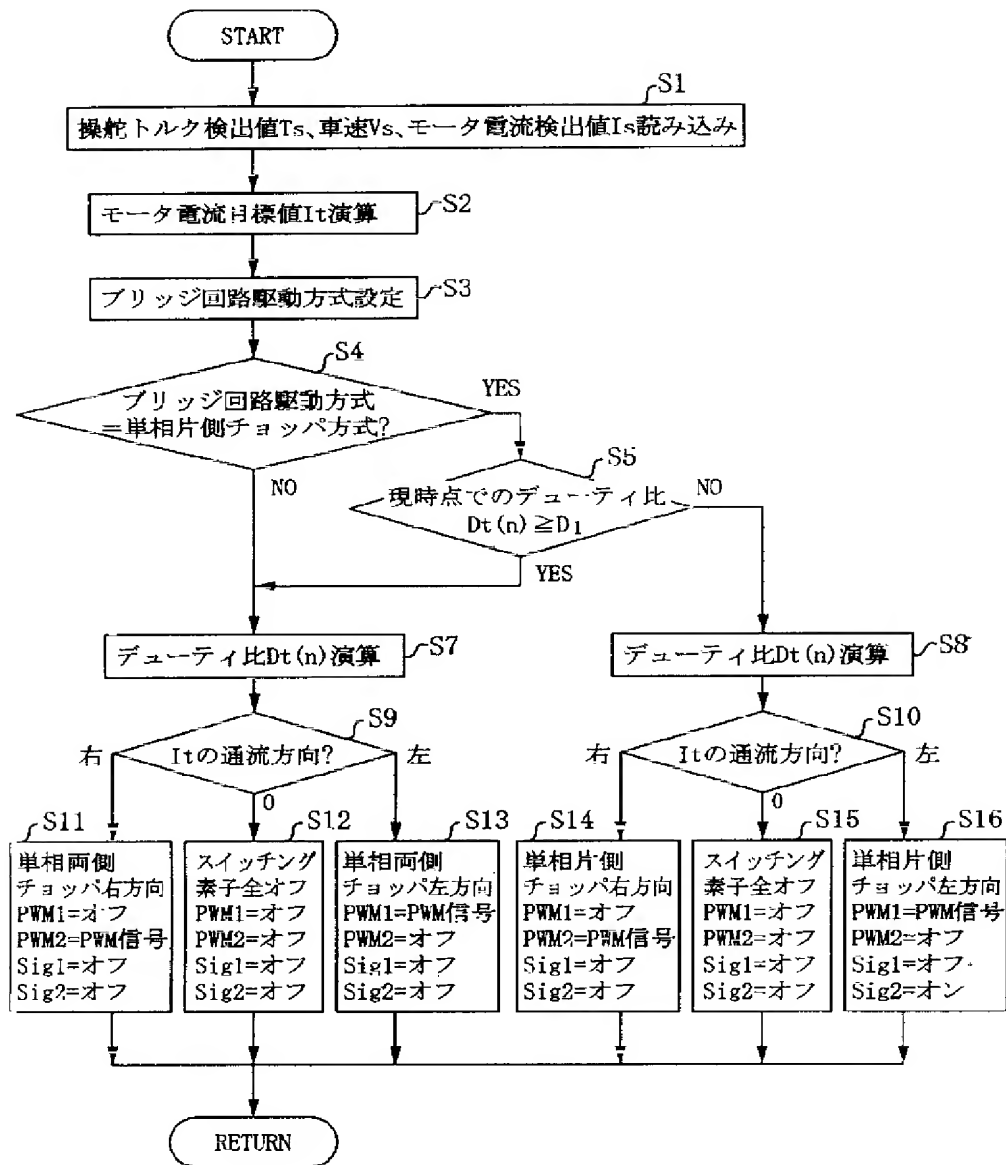 START
S1
操舵トルク検出値Ts、車速Vs、モータ電流検出値Is読み込み
S2
モータ電流目標値It演算
S3
ブリッジ回路駆動方式設定
S4
ブリッジ回路駆動方式
=単相片側チョッパ方式?
YES
NO
S5
現時点でのデューティ比
Dt(n)≧D1
NO
YES
S7
デューティ比Dt(n)演算
S8
デューティ比Dt(n)演算
S9
Itの通流方向?
右
左
0
S10
Itの通流方向?
右
左
0
S11
単相両側
チョッパ右方向
PWM1=オフ
PWM2=PWM信号
Sig1=オフ
Sig2=オフ
S12
スイッチング
素子全オフ
PWM1=オフ
PWM2=オフ
Sig1=オフ
Sig2=オフ
S13
単相両側
チョッパ左方向
PWM1=PWM信号
PWM2=オフ
Sig1=オフ
Sig2=オフ
S14
単相片側
チョッパ右方向
PWM1=オフ
PWM2=PWM信号
Sig1=オフ
Sig2=オフ
S15
スイッチング
素子全オフ
PWM1=オフ
PWM2=オフ
Sig1=オフ
Sig2=オフ
S16
単相片側
チョッパ左方向
PWM1=PWM信号
PWM2=オフ
Sig1=オフ
Sig2=オン
RETURN